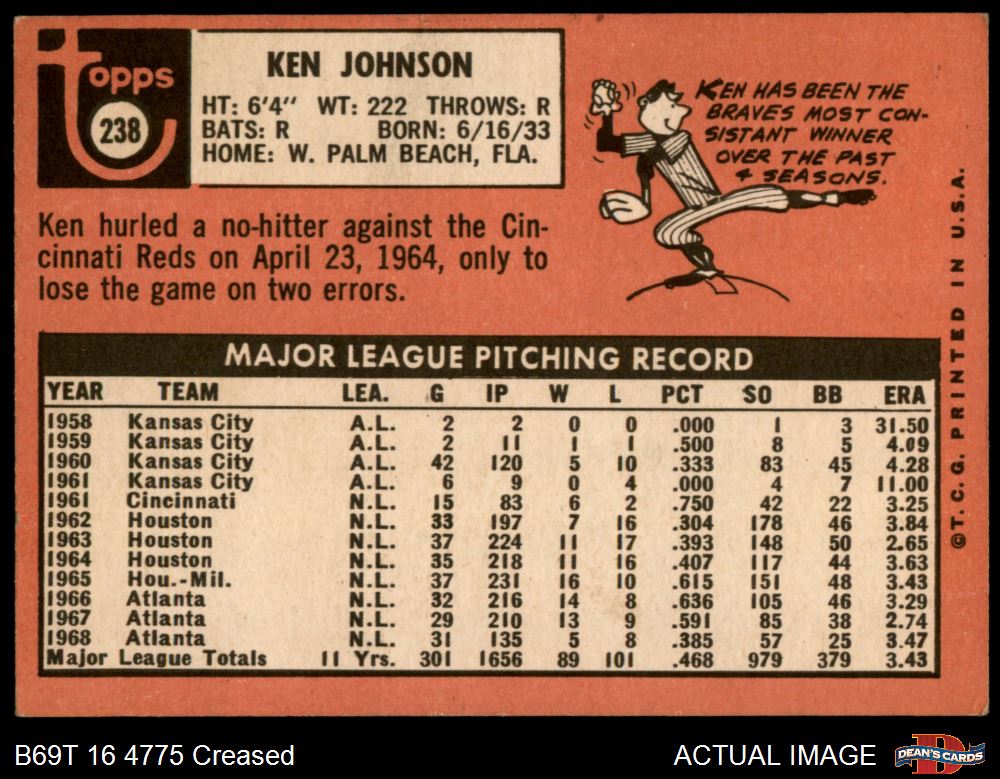 topps
238
KEN JOHNSON
HT: 6'4" WT: 222 THROWS: R
BATS: R BORN: 6/16/33
HOME: W. PALM BEACH, FLA.
KEN HAS BEEN THE
BRAVES MOST CON-
SISTANT WINNER
OVER THE PAST
4 SEASONS.
Ken hurled a no-hitter against the Cin-
cinnati Reds on April 23, 1964, only to
lose the game on two errors.
MAJOR LEAGUE PITCHING RECORD
YEAR TEAM LEA. G IP W L PCT SO BB ERA
1958 Kansas City A.L. 2 2 0 0 .000 1 3 31.50
1959 Kansas City A.L. 2 11 1 1 .500 8 5 4.09
1960 Kansas City A.L. 42 120 5 10 .333 83 45 4.28
1961 Kansas City A.L. 6 9 0 4 .000 4 7 11.00
1961 Cincinnati N.L. 15 83 6 2 .750 42 22 3.25
1962 Houston N.L. 33 197 7 16 .304 178 46 3.84
1963 Houston N.L. 37 224 11 17 .393 148 50 2.65
1964 Houston N.L. 35 218 11 16 .407 117 44 3.63
1965 Hou.-Mil. N.L. 37 231 16 10 .615 151 48 3.43
1966 Atlanta N.L. 32 216 14 8 .636 105 46 3.29
1967 Atlanta N.L. 29 210 13 9 .591 85 38 2.74
1968 Atlanta N.L. 31 135 5 8 .385 57 25 3.47
Major League Totals 11 Yrs. 301 1656 89 101 .468 979 379 3.43
©T. C. G. PRINTED IN U.S.A.
B69T 16 4775 Creased
ACTUAL IMAGE
DEAN'S CARDS